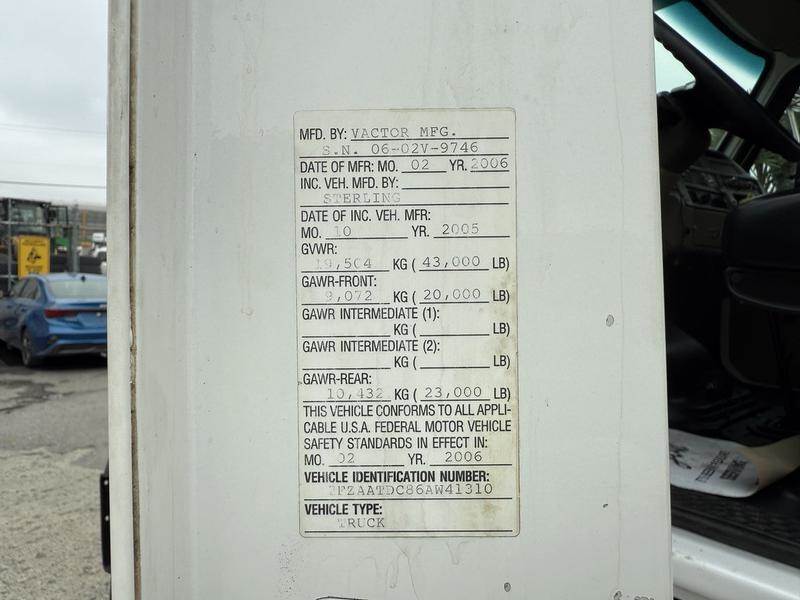 MFD. BY: VACTOR MFG.
S.N. 06-02V-9746
DATE OF MFR: MO. 02 YR. 2006
INC. VEH. MFD. BY:
STERLING
DATE OF INC. VEH. MFR:
MO. 10 YR. 2005
GVWR:
19,504 KG ( 43,000 LB)
GAWR-FRONT:
9,072 KG ( 20,000 LB)
GAWR INTERMEDIATE (1):
KG ( LB)
GAWR INTERMEDIATE (2):
KG ( LB)
GAWR-REAR:
10,432 KG ( 23,000 LB)
THIS VEHICLE CONFORMS TO ALL APPLI-
CABLE U.S.A. FEDERAL MOTOR VEHICLE
SAFETY STANDARDS IN EFFECT IN:
MO. 02 YR. 2006
VEHICLE IDENTIFICATION NUMBER:
2FZAATDC86AW41310
VEHICLE TYPE:
TRUCK